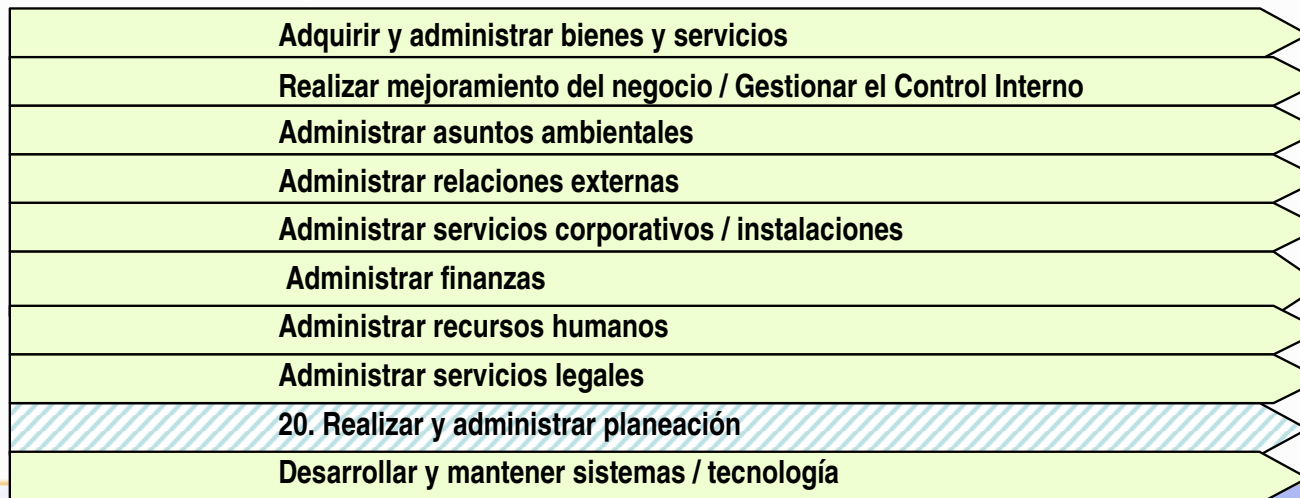 Adquirir y administrar bienes y servicios
Realizar mejoramiento del negocio / Gestionar el Control Interno
Administrar asuntos ambientales
Administrar relaciones externas
Administrar servicios corporativos / instalaciones
Administrar finanzas
Administrar recursos humanos
Administrar servicios legales
20. Realizar y administrar planeación
Desarrollar y mantener sistemas / tecnología